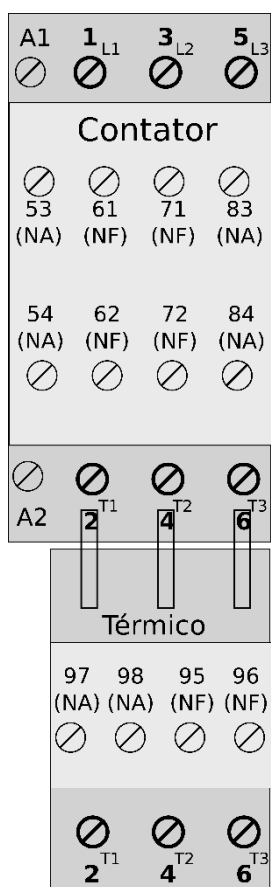 A1 1 L1 3 L2 5 L3
Contator
53 61 71 83
(NA) (NF) (NF) (NA)
54 62 72 84
(NA) (NF) (NF) (NA)
A2 2 T1 4 T2 6 T3
Térmico
97 98 95 96
(NA) (NA) (NF) (NF)
2 T1 4 T2 6 T3